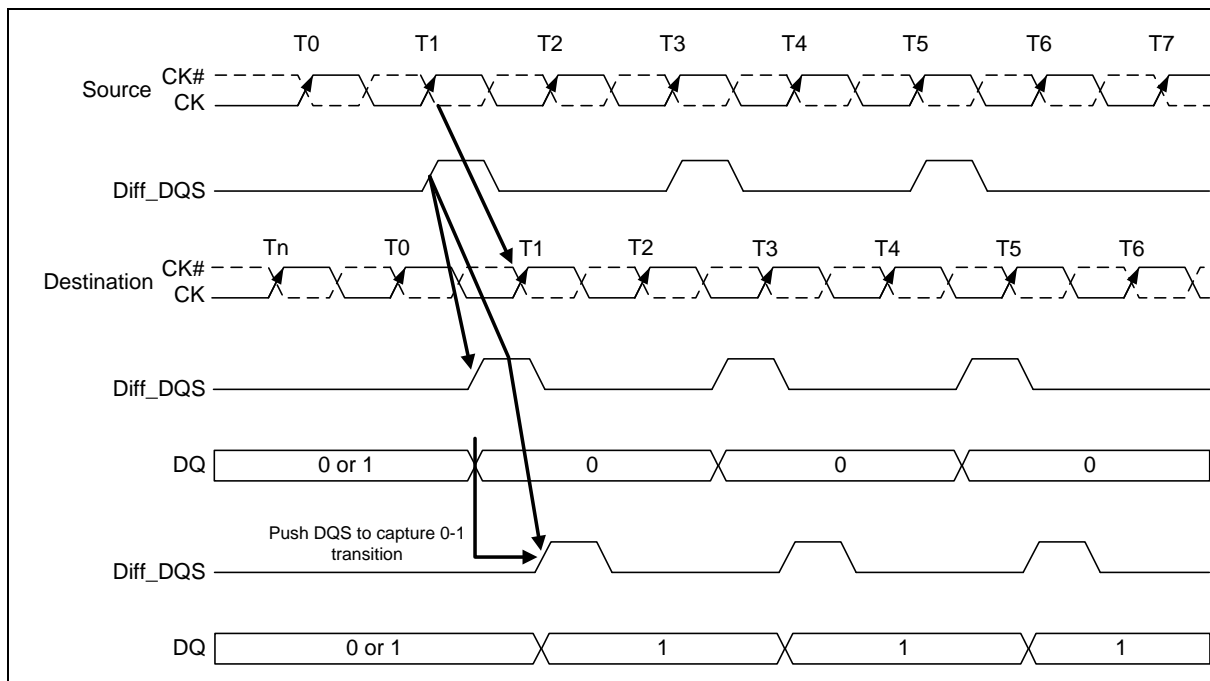 T0 T1 T2 T3 T4 T5 T6 T7
CK#
Source
CK
Diff_DQS
Tn T0 T1 T2 T3 T4 T5 T6
CK#
Destination
CK
Diff_DQS
DQ 0 or 1 0 0 0
Push DQS to capture 0-1
transition
Diff_DQS
DQ 0 or 1 1 1 1